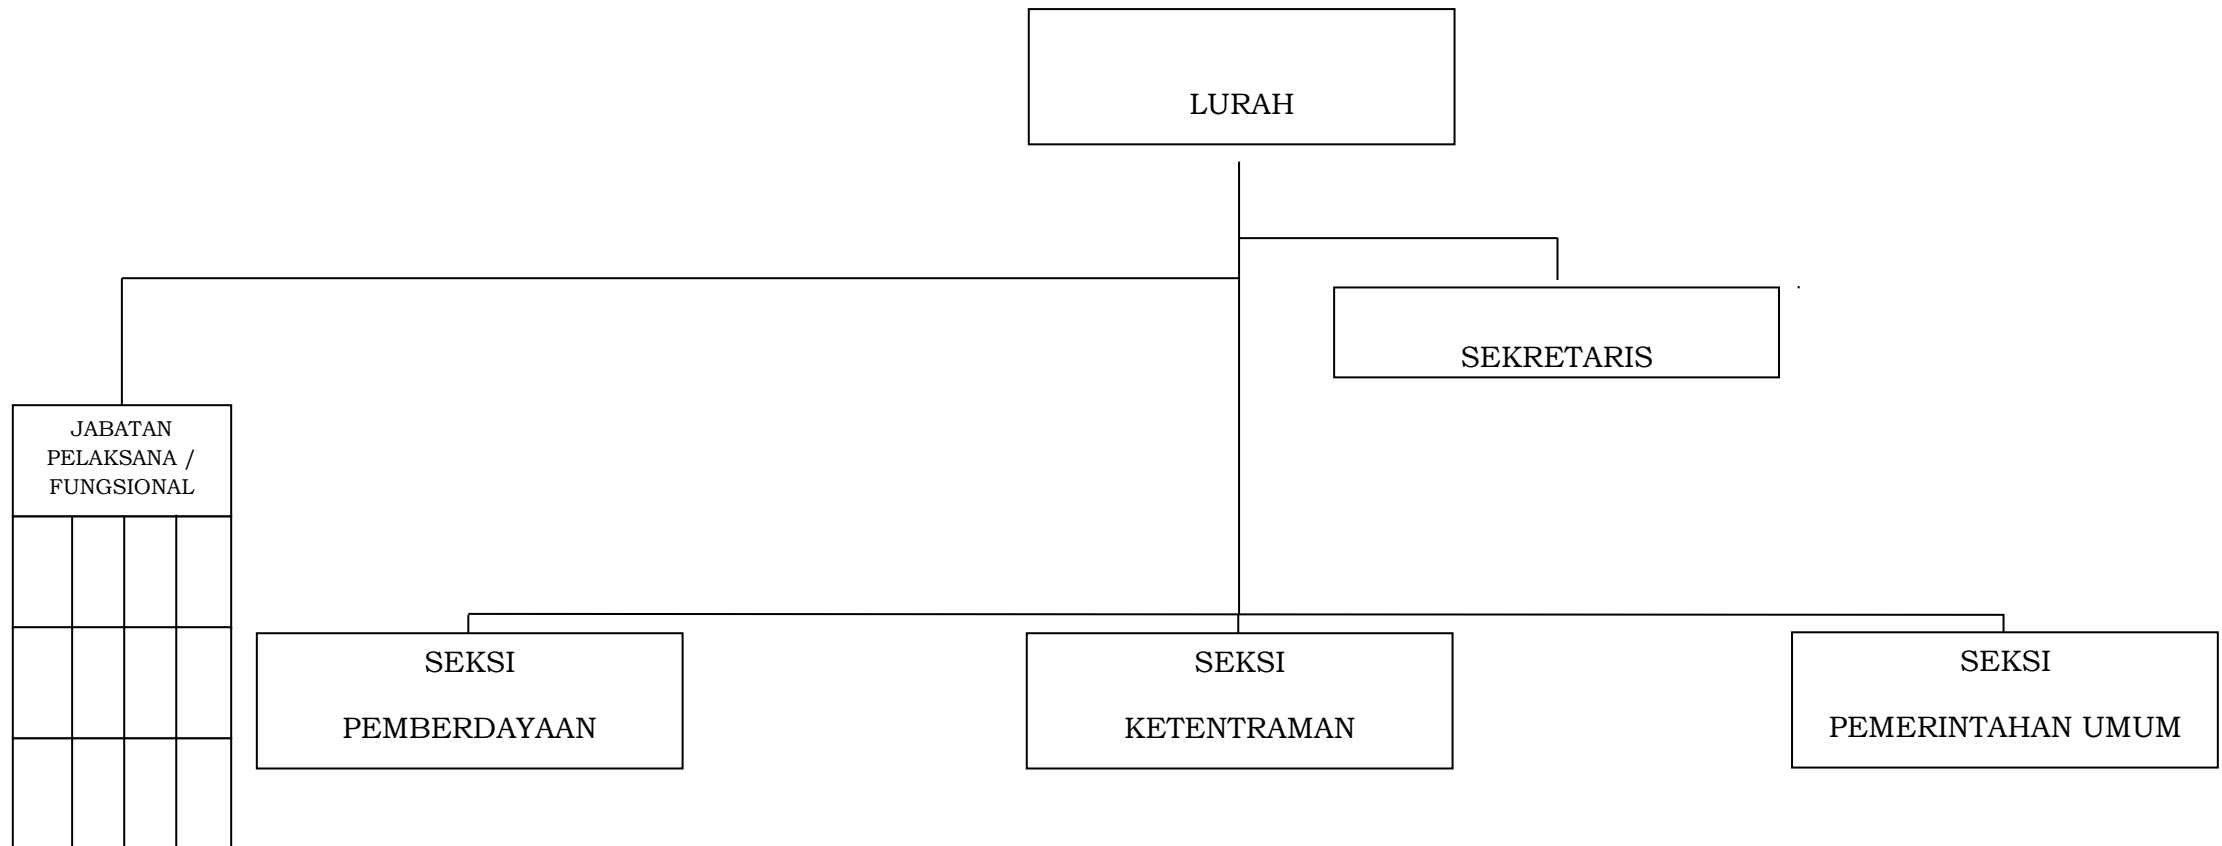 LURAH
SEKRETARIS
JABATAN
PELAKSANA /
FUNGSIONAL
SEKSI
PEMBERDAYAAN
SEKSI
KETENTRAMAN
SEKSI
PEMERINTAHAN UMUM